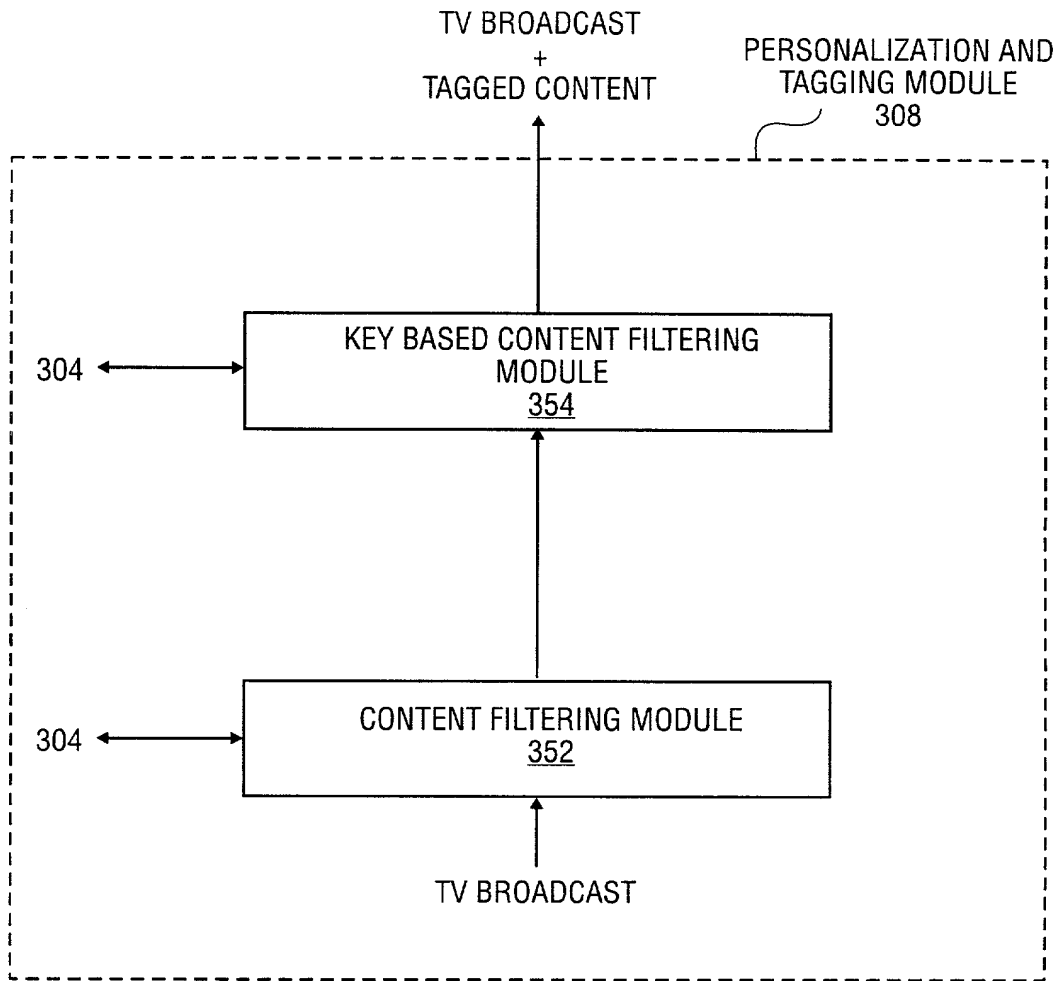 TV BROADCAST
+
TAGGED CONTENT
PERSONALIZATION AND
TAGGING MODULE
308
KEY BASED CONTENT FILTERING
MODULE
354
304
CONTENT FILTERING MODULE
352
304
TV BROADCAST